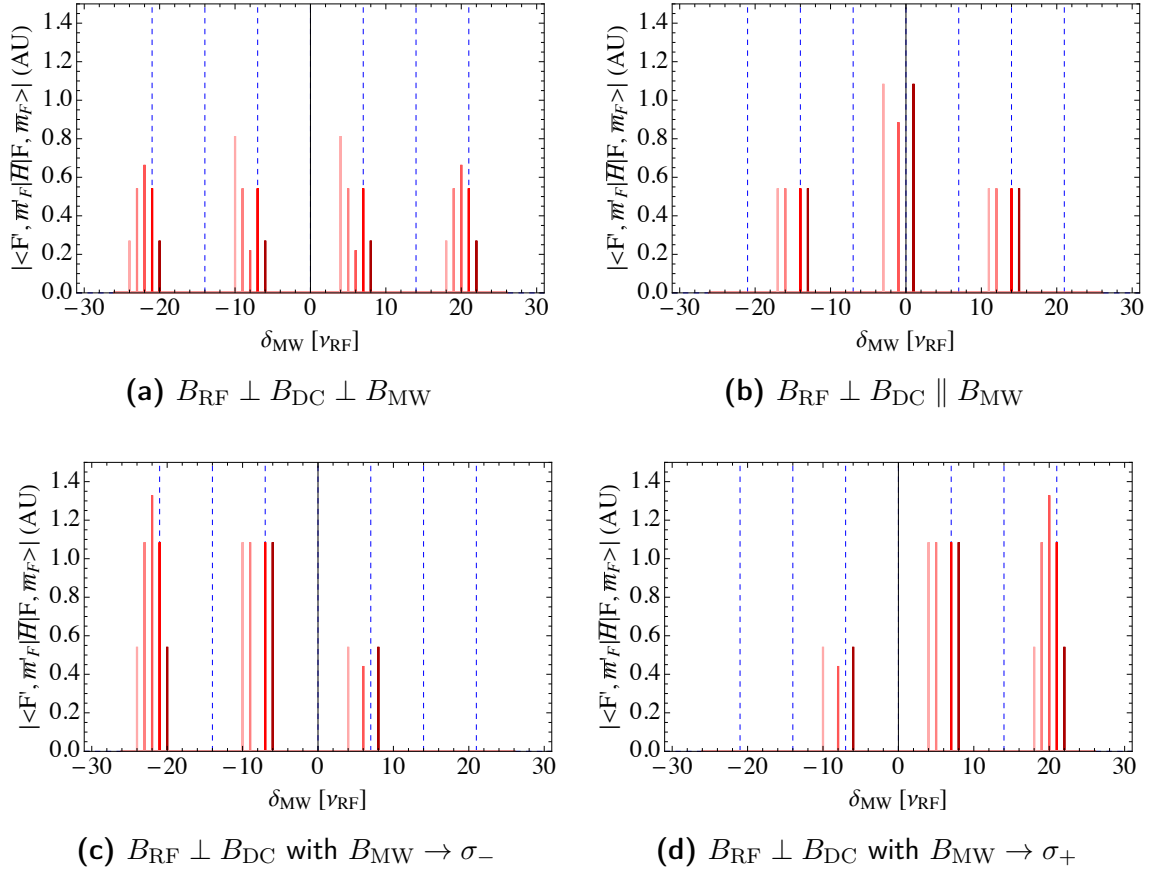 |<F', m̅'F|H̅|F, m̅F>| (AU)
1.4
1.2
1.0
0.8
0.6
0.4
0.2
0.0
−30 −20 −10 0 10 20 30
δMW [νRF]
(a) BRF ⊥ BDC ⊥ BMW
|<F', m̅'F|H̅|F, m̅F>| (AU)
1.4
1.2
1.0
0.8
0.6
0.4
0.2
0.0
−30 −20 −10 0 10 20 30
δMW [νRF]
(b) BRF ⊥ BDC ∥ BMW
|<F', m̅'F|H̅|F, m̅F>| (AU)
1.4
1.2
1.0
0.8
0.6
0.4
0.2
0.0
−30 −20 −10 0 10 20 30
δMW [νRF]
(c) BRF ⊥ BDC with BMW → σ−
|<F', m̅'F|H̅|F, m̅F>| (AU)
1.4
1.2
1.0
0.8
0.6
0.4
0.2
0.0
−30 −20 −10 0 10 20 30
δMW [νRF]
(d) BRF ⊥ BDC with BMW → σ+